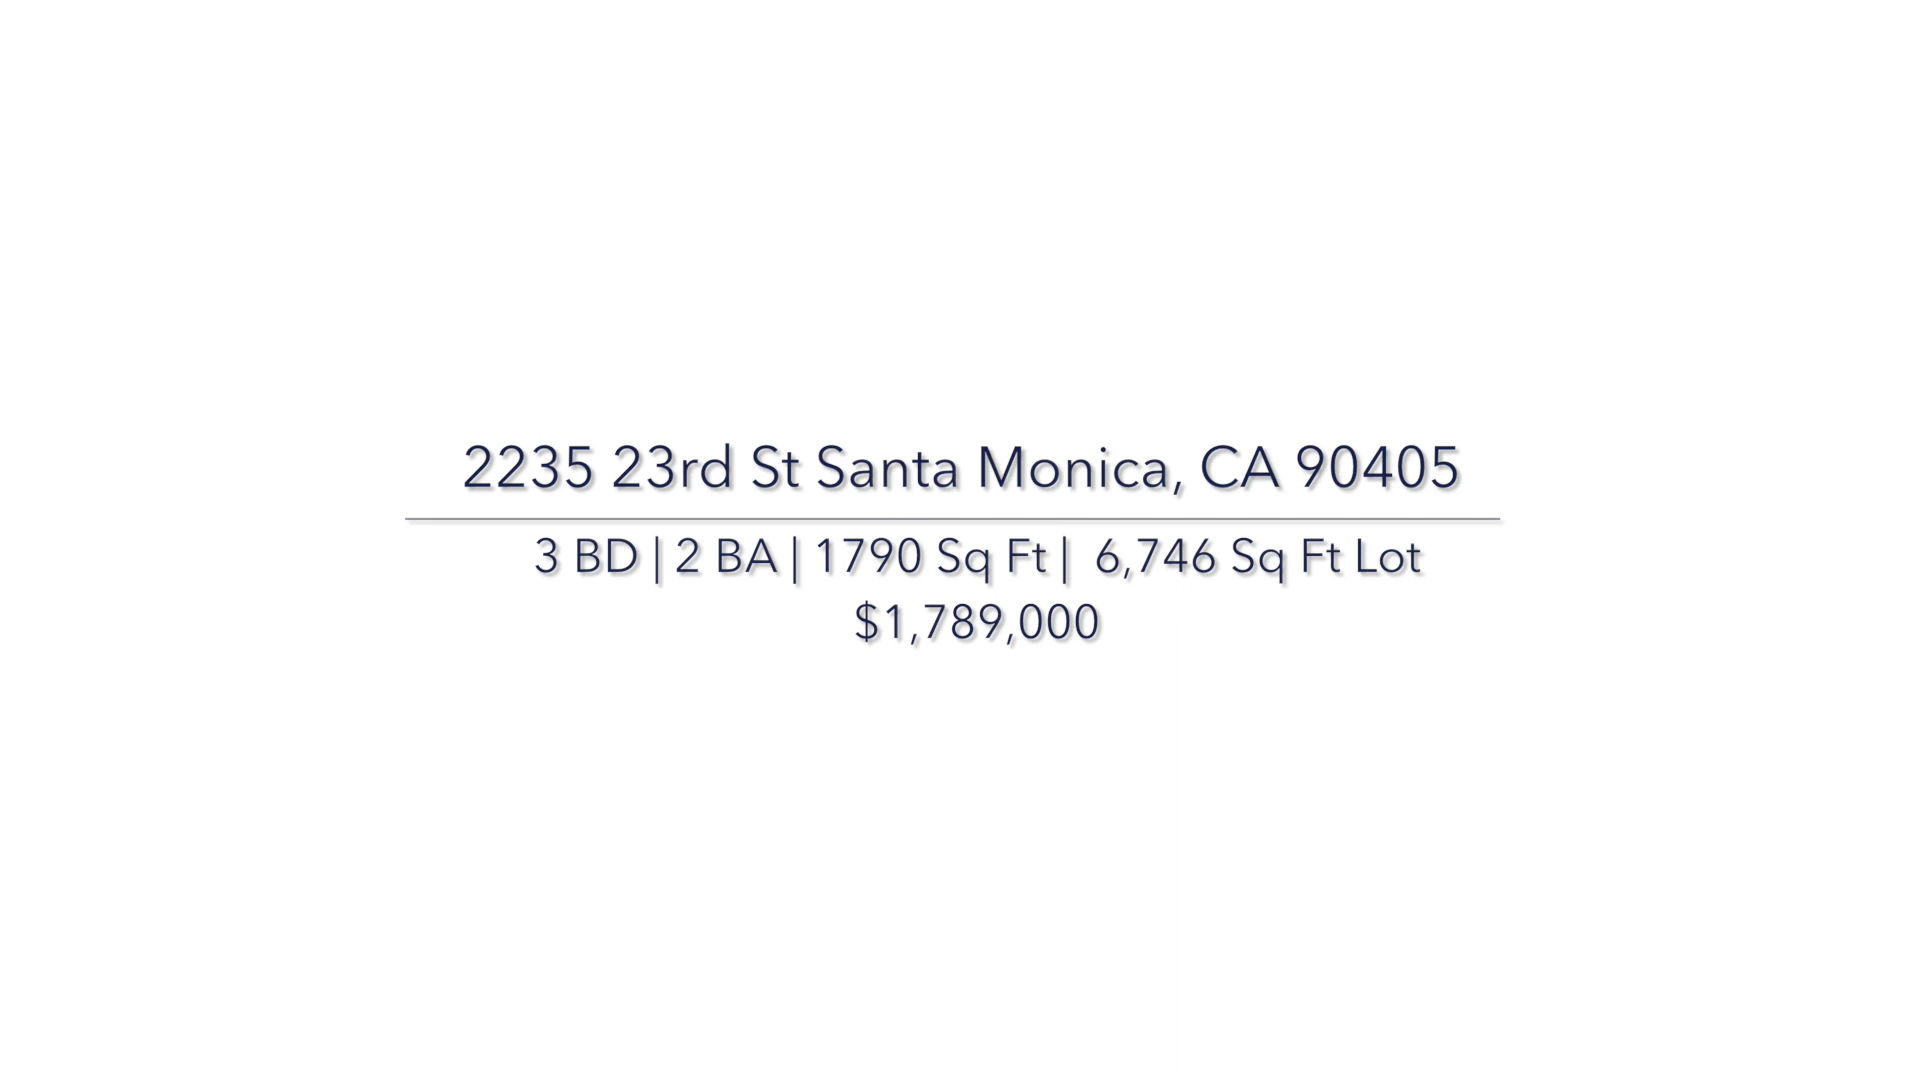 2235 23rd St Santa Monica, CA 90405
3 BD | 2 BA | 1790 Sq Ft |  6,746 Sq Ft Lot
$1,789,000